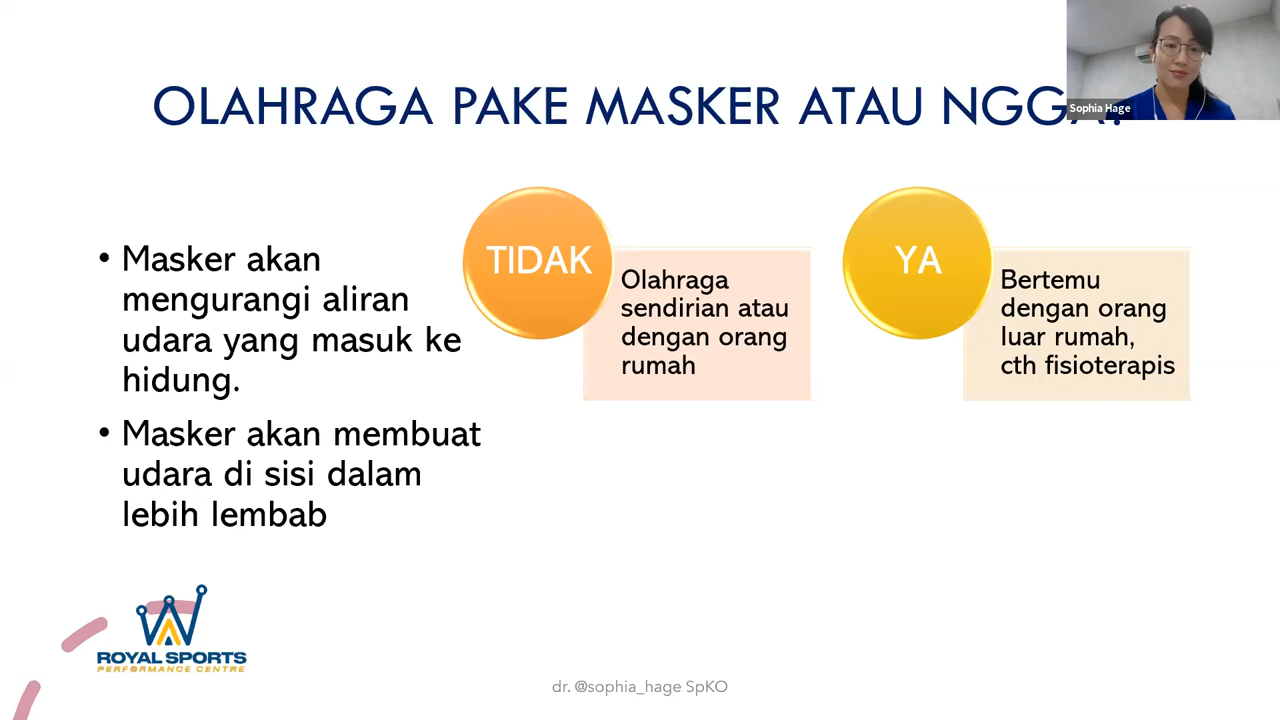 OLAHRAGA PAKE MASKER ATAU
Sophia Hage
• Masker akan
mengurangi aliran
udara yang masuk ke
hidung.
• Masker akan membuat
udara di sisi dalam
lebih lembab
TIDAK
Olahraga
sendirian atau
dengan orang
rumah
YA
Bertemu
dengan orang
luar rumah,
cth fisioterapis
ROYAL SPORTS
PERFORMANCE CENTRE
dr. @sophia_hage SpKO